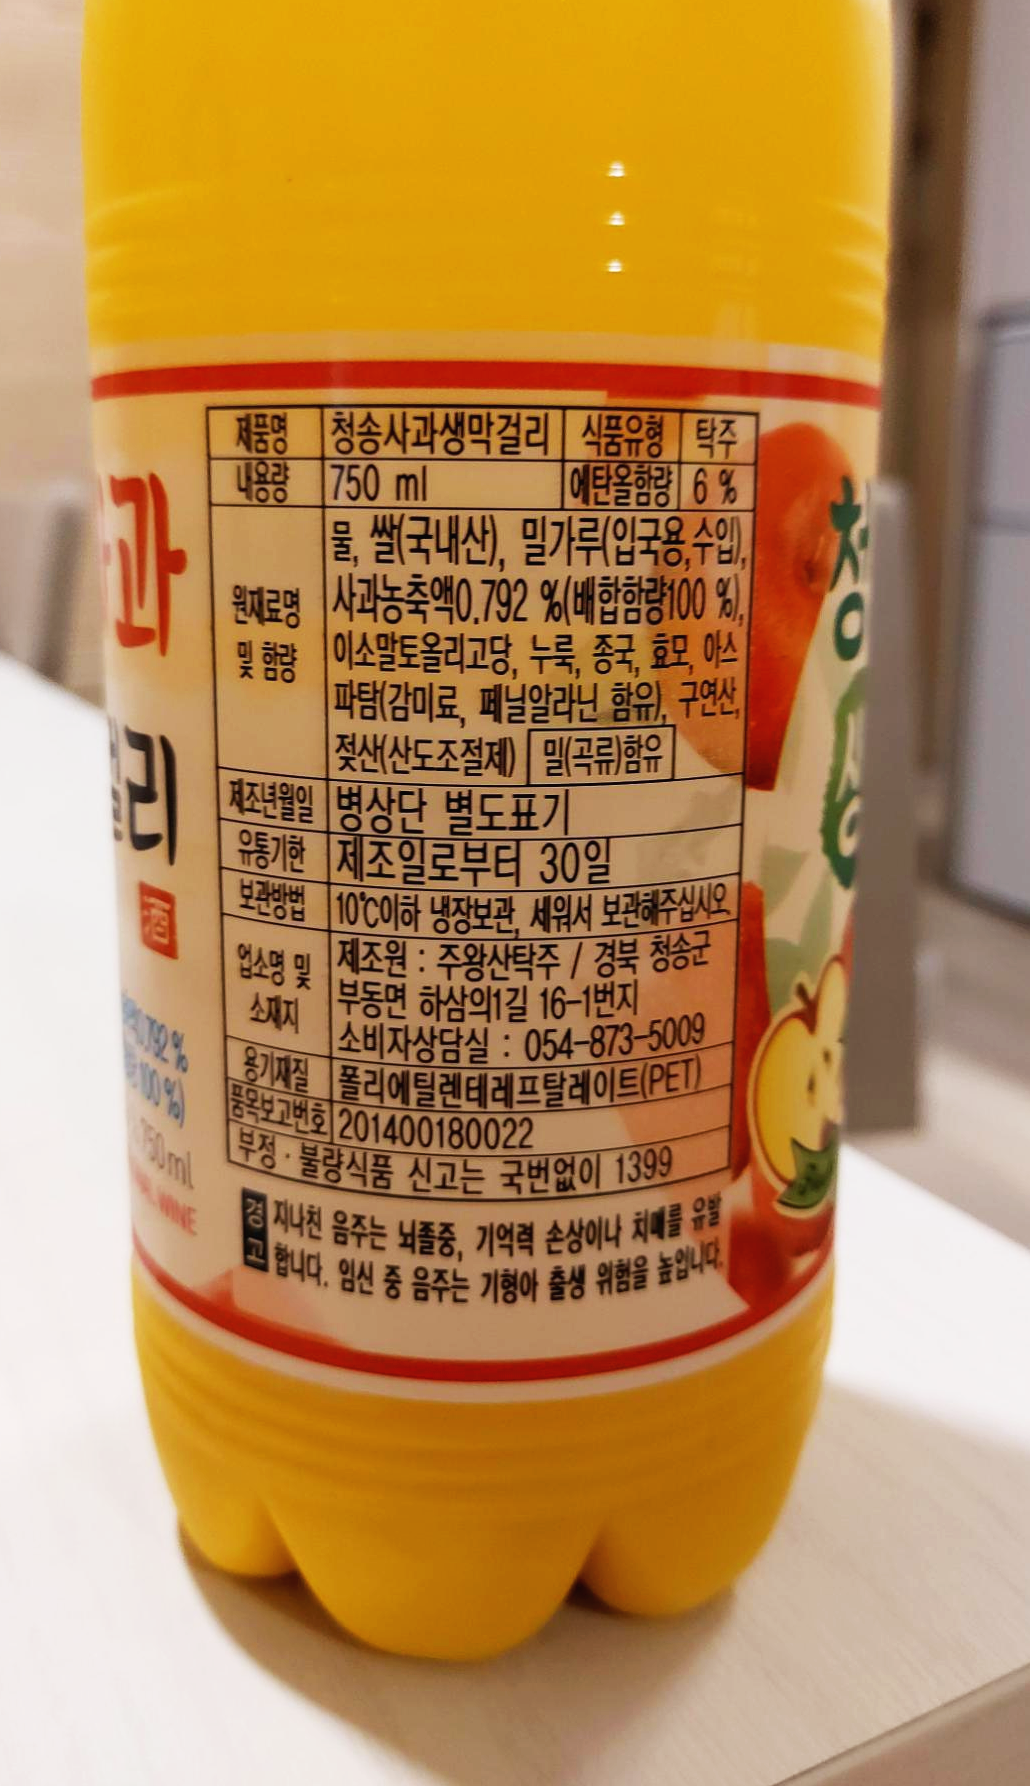 사과
걸리
酒
0.792 %
100 %)
750ml
WINE
제품명 청송사과생막걸리 식품유형 탁주
내용량 750 ml 에탄올함량 6 %
원재료명 및 함량
물, 쌀(국내산), 밀가루(입국용,수입),
사과농축액0.792 %(배합함량100 %),
이소말토올리고당, 누룩, 종국, 효모, 아스
파탐(감미료, 페닐알라닌 함유), 구연산,
젖산(산도조절제) 밀(곡류)함유
제조년월일 병상단 별도표기
유통기한 제조일로부터 30일
보관방법 10℃이하 냉장보관, 세워서 보관해주십시오
업소명 및 소재지
제조원 : 주왕산탁주 / 경북 청송군
부동면 하삼의1길 16-1번지
소비자상담실 : 054-873-5009
용기재질 폴리에틸렌테레프탈레이트(PET)
품목보고번호 201400180022
부정 · 불량식품 신고는 국번없이 1399
경고 지나친 음주는 뇌졸중, 기억력 손상이나 치매를 유발
합니다. 임신 중 음주는 기형아 출생 위험을 높입니다.
청
생